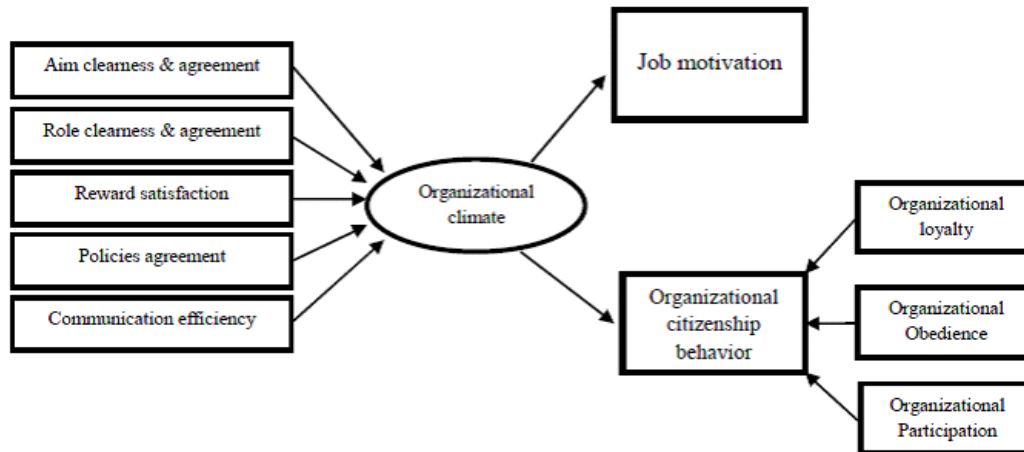 Aim clearness & agreement
Role clearness & agreement
Reward satisfaction
Policies agreement
Communication efficiency
Organizational
climate
Job motivation
Organizational
citizenship
behavior
Organizational
loyalty
Organizational
Obedience
Organizational
Participation